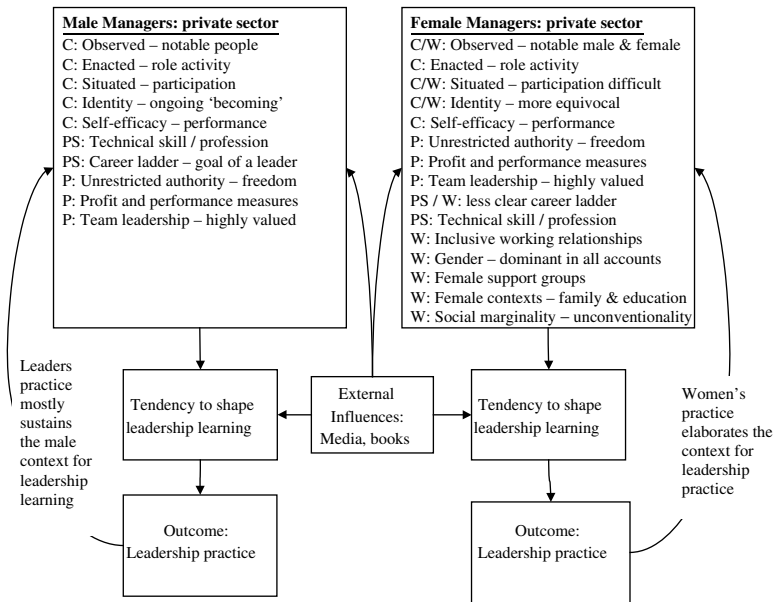 Male Managers: private sector
C: Observed – notable people
C: Enacted – role activity
C: Situated – participation
C: Identity – ongoing ‘becoming’
C: Self-efficacy – performance
PS: Technical skill / profession
PS: Career ladder – goal of a leader
P: Unrestricted authority – freedom
P: Profit and performance measures
P: Team leadership – highly valued
Female Managers: private sector
C/W: Observed – notable male & female
C: Enacted – role activity
C/W: Situated – participation difficult
C/W: Identity – more equivocal
C: Self-efficacy – performance
P: Unrestricted authority – freedom
P: Profit and performance measures
P: Team leadership – highly valued
PS / W: less clear career ladder
PS: Technical skill / profession
W: Inclusive working relationships
W: Gender – dominant in all accounts
W: Female support groups
W: Female contexts – family & education
W: Social marginality – unconventionality
Leaders
practice
mostly
sustains
the male
context for
leadership
learning
Tendency to shape
leadership learning
External
Influences:
Media, books
Tendency to shape
leadership learning
Women’s
practice
elaborates the
context for
leadership
practice
Outcome:
Leadership practice
Outcome:
Leadership practice